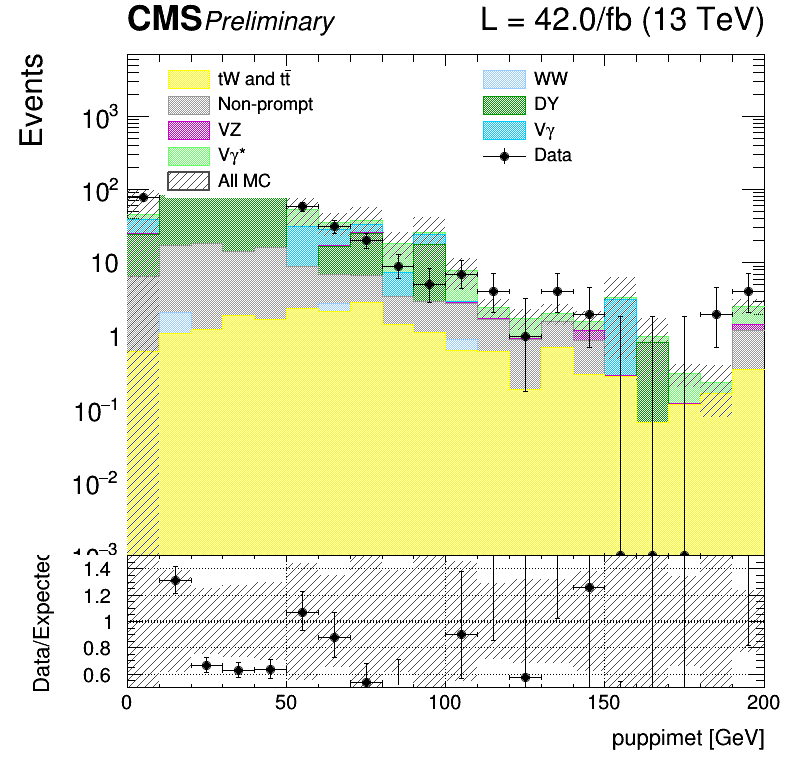 CMS Preliminary L = 42.0/fb (13 TeV)
Events
tW and tt̄ WW
Non-prompt DY
VZ Vγ
Vγ* Data
All MC
10³
10²
10
1
10⁻¹
10⁻²
10⁻³
Data/Expected
1.4
1.2
1
0.8
0.6
0 50 100 150 200
puppimet [GeV]